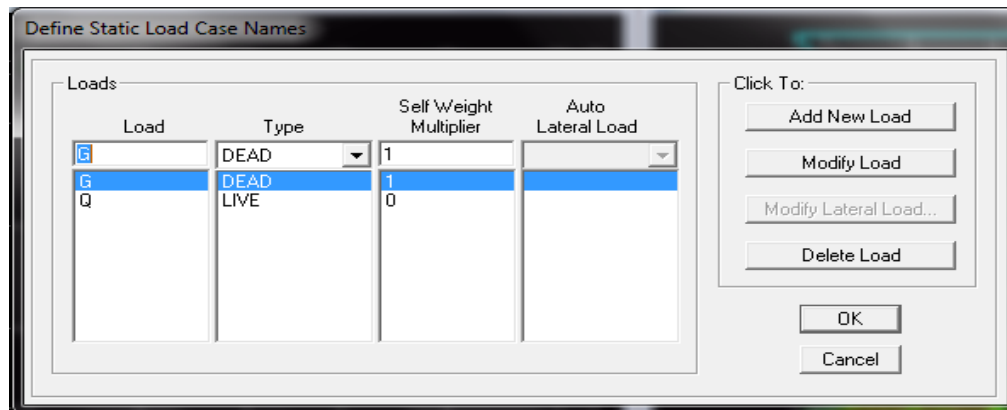 Define Static Load Case Names
Loads
Load Type Self Weight Multiplier Auto Lateral Load
G DEAD 1
G DEAD 1
Q LIVE 0
Click To:
Add New Load
Modify Load
Modify Lateral Load...
Delete Load
OK
Cancel